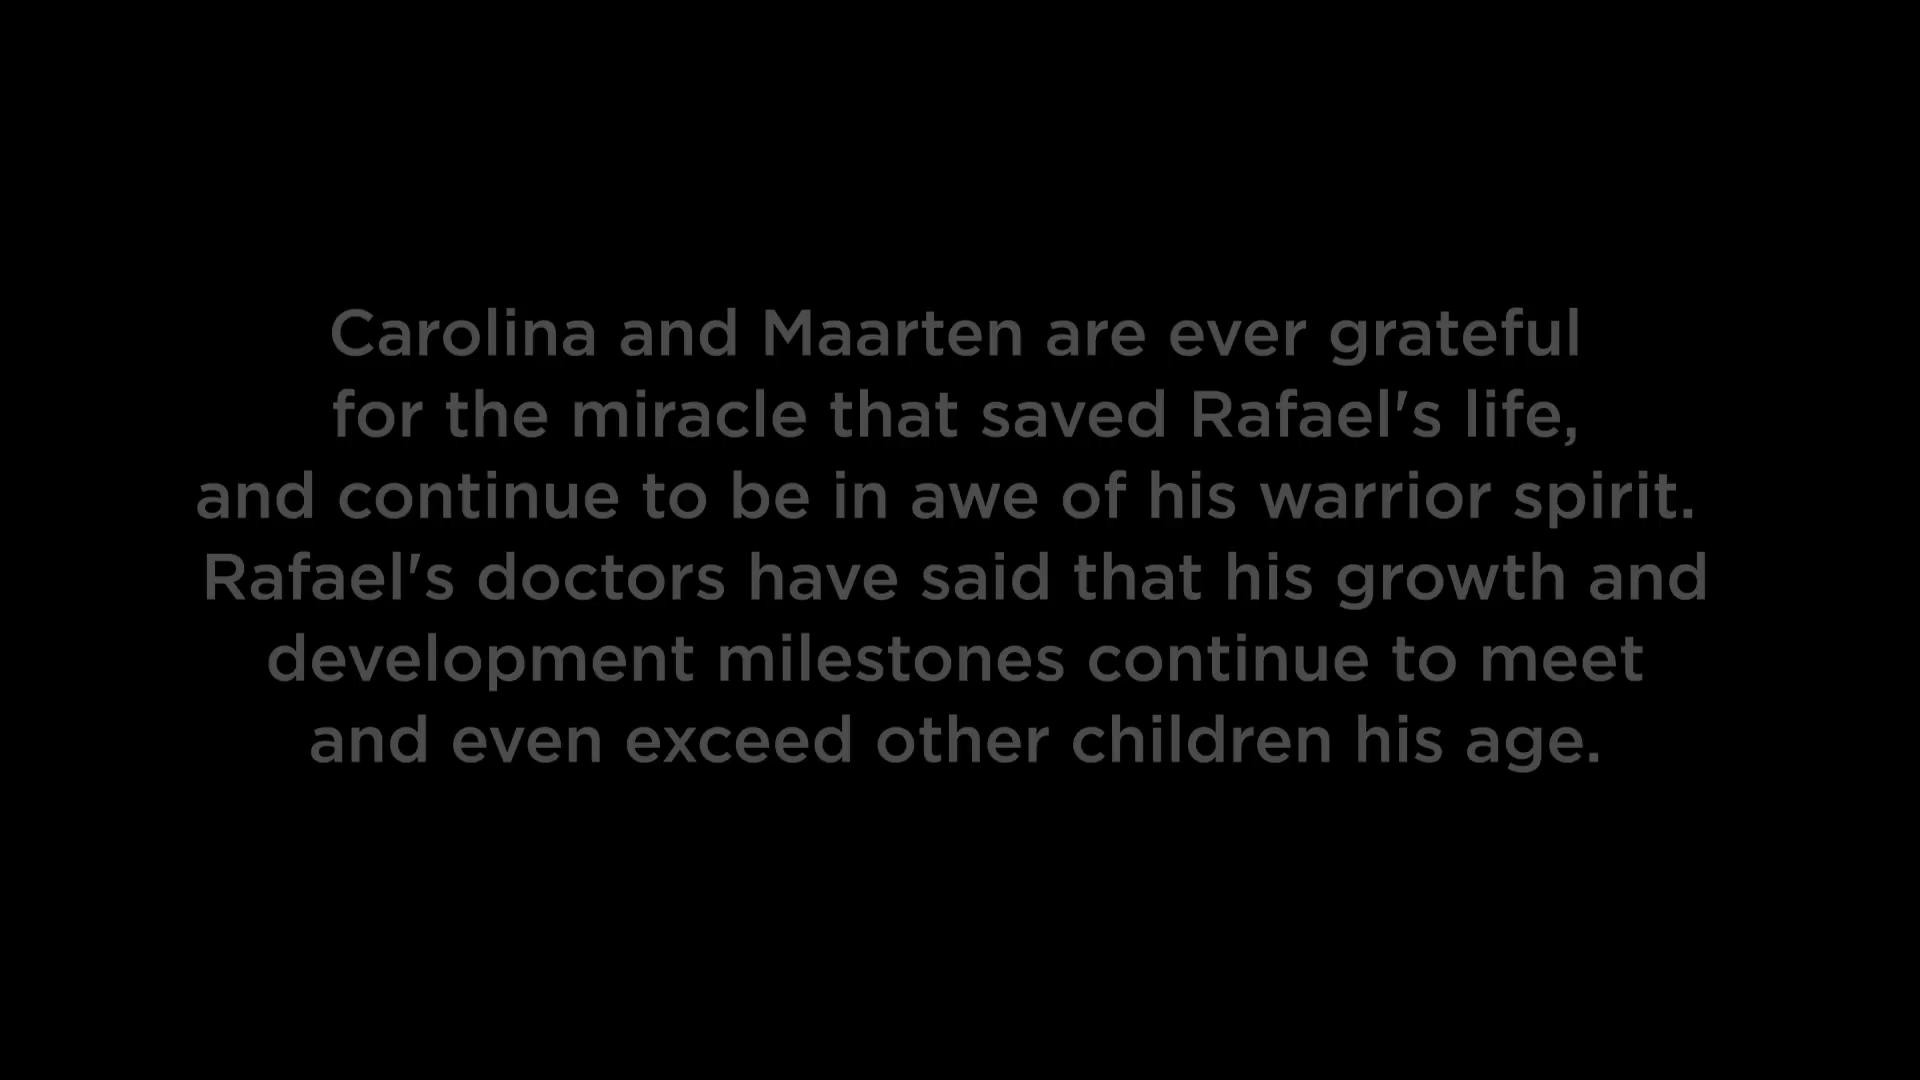 Carolina and Maarten are ever grateful
for the miracle that saved Rafael's life,
and continue to be in awe of his warrior spirit.
Rafael's doctors have said that his growth and
development milestones continue to meet
and even exceed other children his age.